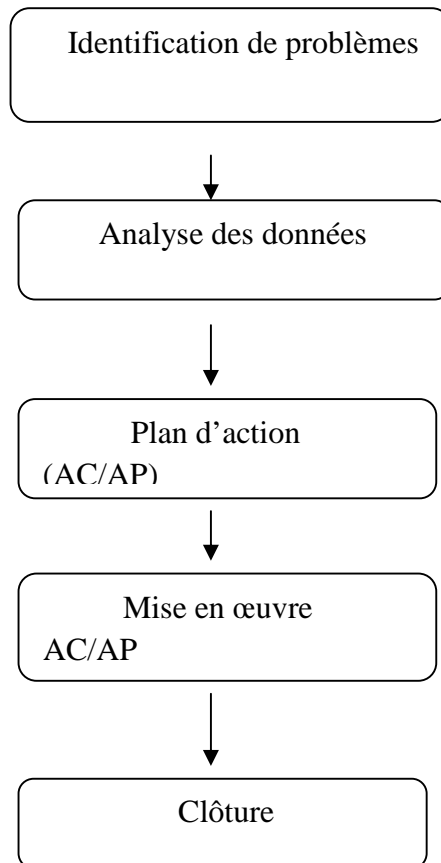 Identification de problèmes
Analyse des données
Plan d’action
(AC/AP)
Mise en œuvre
AC/AP
Clôture